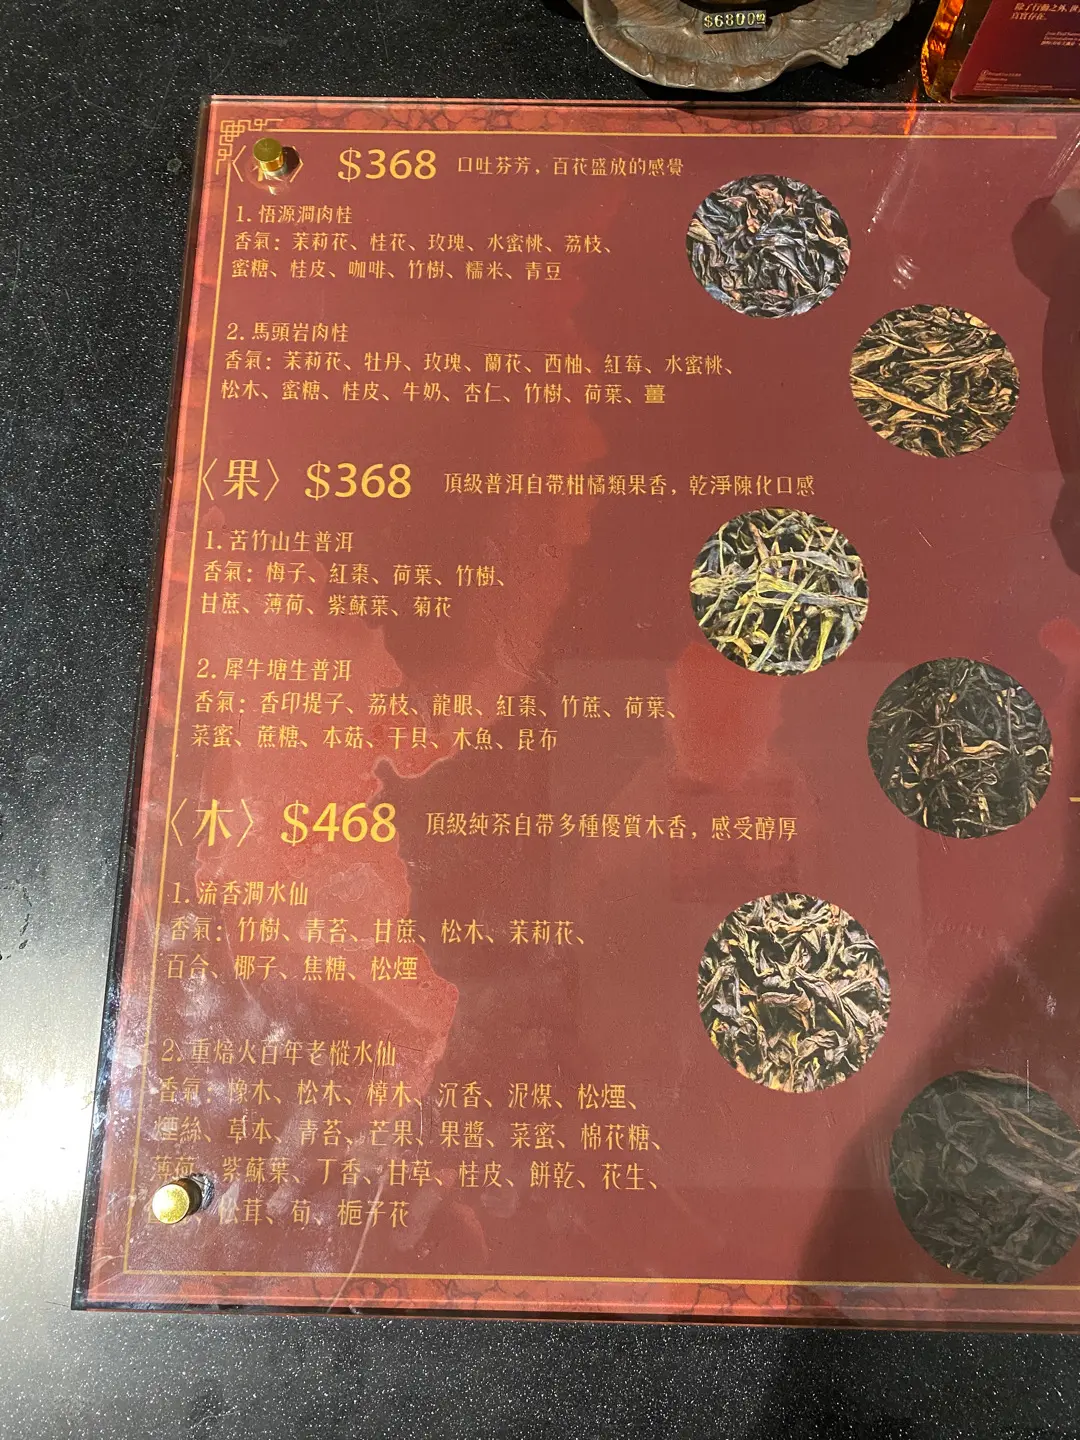 $6800
除了行動之外，
真實存在。
$368 口吐芬芳，百花盛放的感覺
1. 悟源澗肉桂
香氣：茉莉花、桂花、玫瑰、水蜜桃、荔枝、
蜜糖、桂皮、咖啡、竹樹、糯米、青豆
2. 馬頭岩肉桂
香氣：茉莉花、牡丹、玫瑰、蘭花、西柚、紅莓、水蜜桃、
松木、蜜糖、桂皮、牛奶、杏仁、竹樹、荷葉、薑
〈果〉 $368 頂級普洱自帶柑橘類果香，乾淨陳化口感
1. 苦竹山生普洱
香氣：梅子、紅棗、荷葉、竹樹、
甘蔗、薄荷、紫蘇葉、菊花
2. 犀牛塘生普洱
香氣：香印提子、荔枝、龍眼、紅棗、竹蔗、荷葉、
菜蜜、蔗糖、本菇、干貝、木魚、昆布
〈木〉 $468 頂級純茶自帶多種優質木香，感受醇厚
1. 流香澗水仙
香氣：竹樹、青苔、甘蔗、松木、茉莉花、
百合、椰子、焦糖、松煙
2. 重焙火百年老樅水仙
香氣：橡木、松木、樟木、沉香、泥煤、松煙、
煙絲、草本、青苔、芒果、果醬、菜蜜、棉花糖、
薄荷、紫蘇葉、丁香、甘草、桂皮、餅乾、花生、
松茸、荀、梔子花